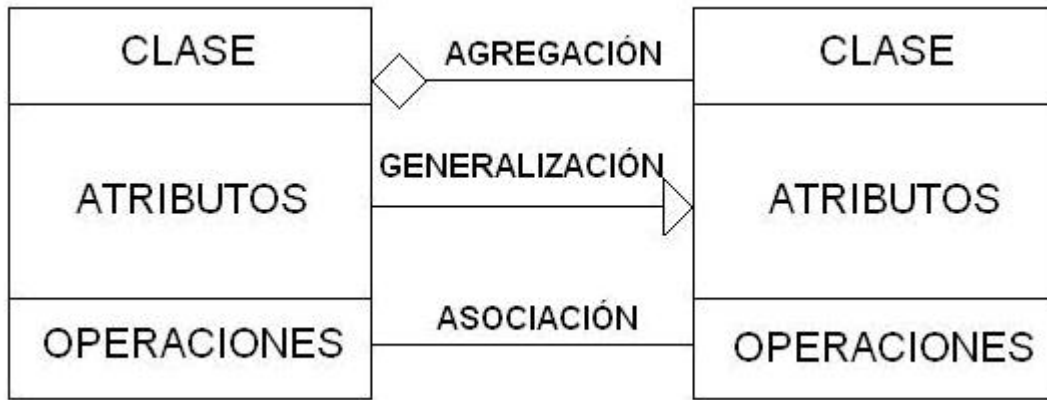 CLASE
AGREGACIÓN
CLASE
GENERALIZACIÓN
ATRIBUTOS
ATRIBUTOS
ASOCIACIÓN
OPERACIONES
OPERACIONES